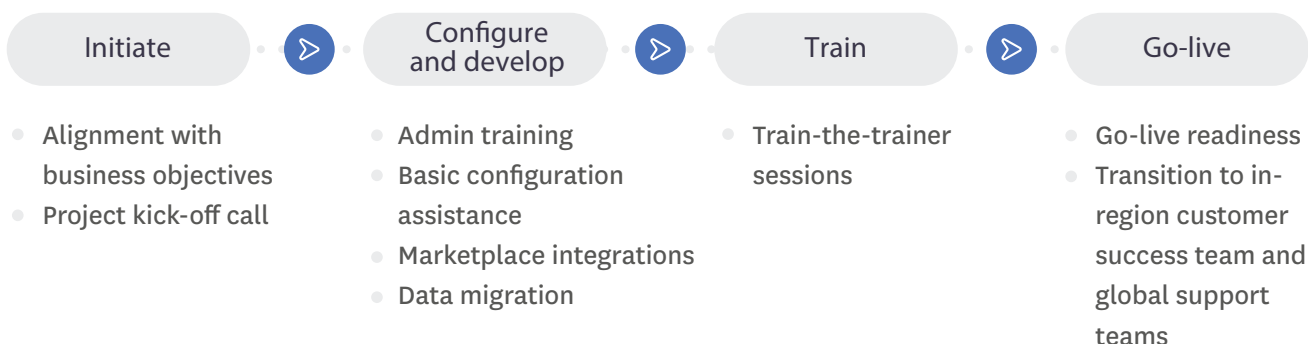 Initiate
Configure
and develop
Train
Go-live
Alignment with
business objectives
Project kick-off call
Admin training
Basic configuration
assistance
Marketplace integrations
Data migration
Train-the-trainer
sessions
Go-live readiness
Transition to in-
region customer
success team and
global support
teams